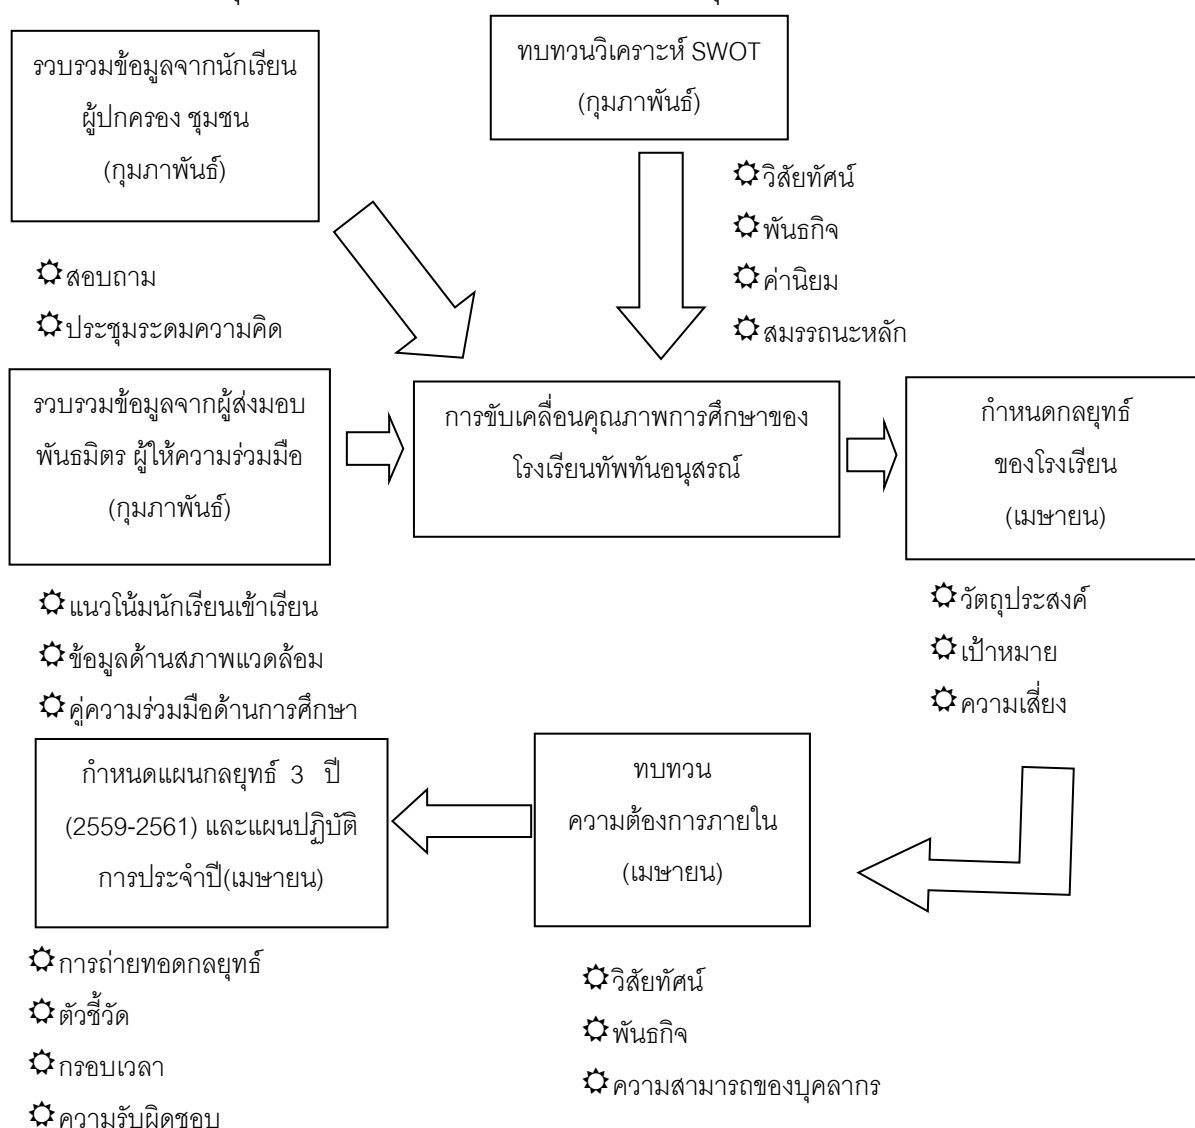 รวบรวมข้อมูลจากนักเรียน
ผู้ปกครอง ชุมชน
(กุมภาพันธ์)
ทบทวนวิเคราะห์ SWOT
(กุมภาพันธ์)
สอบถาม
ประชุมระดมความคิด
วิสัยทัศน์
พันธกิจ
ค่านิยม
สมรรถนะหลัก
รวบรวมข้อมูลจากผู้ส่งมอบ
พันธมิตร ผู้ให้ความร่วมมือ
(กุมภาพันธ์)
การขับเคลื่อนคุณภาพการศึกษาของ
โรงเรียนทัพทันอนุสรณ์
กำหนดกลยุทธ์
ของโรงเรียน
(เมษายน)
แนวโน้มนักเรียนเข้าเรียน
ข้อมูลด้านสภาพแวดล้อม
คู่ความร่วมมือด้านการศึกษา
วัตถุประสงค์
เป้าหมาย
ความเสี่ยง
กำหนดแผนกลยุทธ์ 3 ปี
(2559-2561) และแผนปฏิบัติ
การประจำปี(เมษายน)
ทบทวน
ความต้องการภายใน
(เมษายน)
การถ่ายทอดกลยุทธ์
ตัวชี้วัด
กรอบเวลา
ความรับผิดชอบ
วิสัยทัศน์
พันธกิจ
ความสามารถของบุคลากร